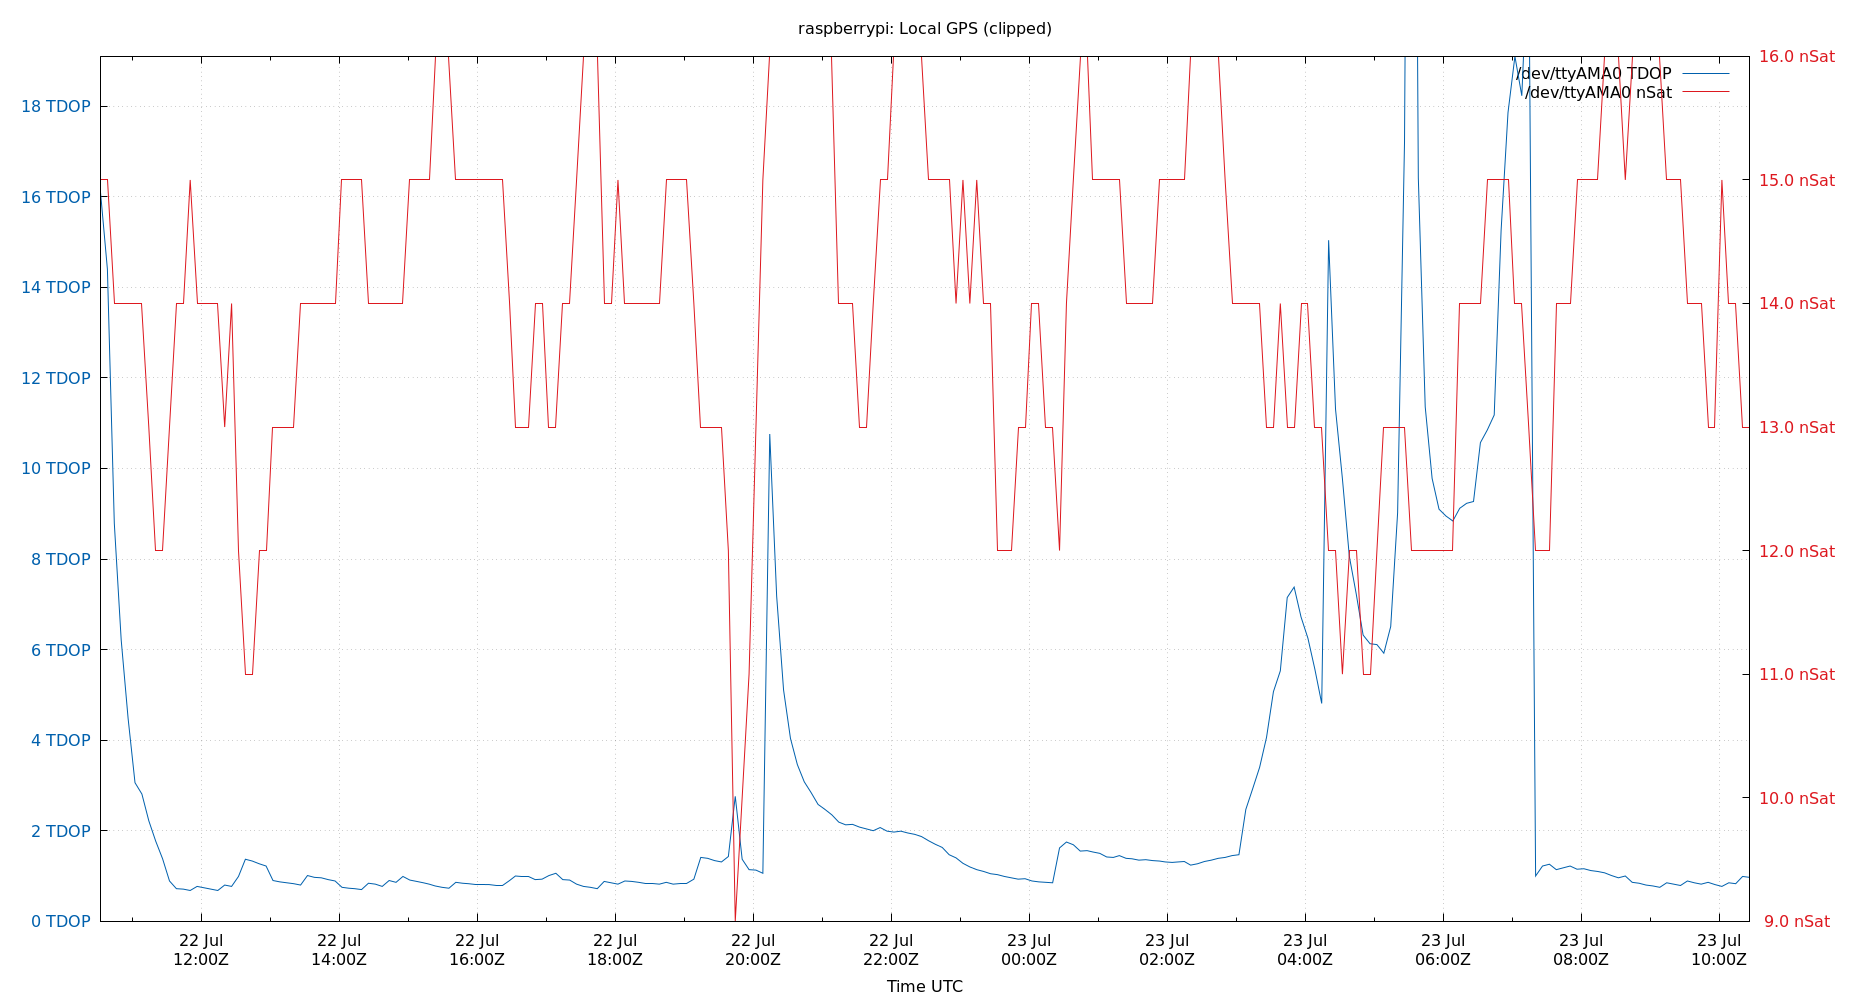 raspberrypi: Local GPS (clipped)
16.0 nSat
/dev/ttyAMA0 TDOP
/dev/ttyAMA0 nSat
18 TDOP
15.0 nSat
16 TDOP
14 TDOP
14.0 nSat
12 TDOP
13.0 nSat
10 TDOP
8 TDOP
12.0 nSat
6 TDOP
11.0 nSat
4 TDOP
10.0 nSat
2 TDOP
0 TDOP
9.0 nSat
22 Jul 22 Jul 22 Jul 22 Jul 22 Jul 22 Jul 23 Jul 23 Jul 23 Jul 23 Jul 23 Jul 23 Jul
12:00Z 14:00Z 16:00Z 18:00Z 20:00Z 22:00Z 00:00Z 02:00Z 04:00Z 06:00Z 08:00Z 10:00Z
Time UTC